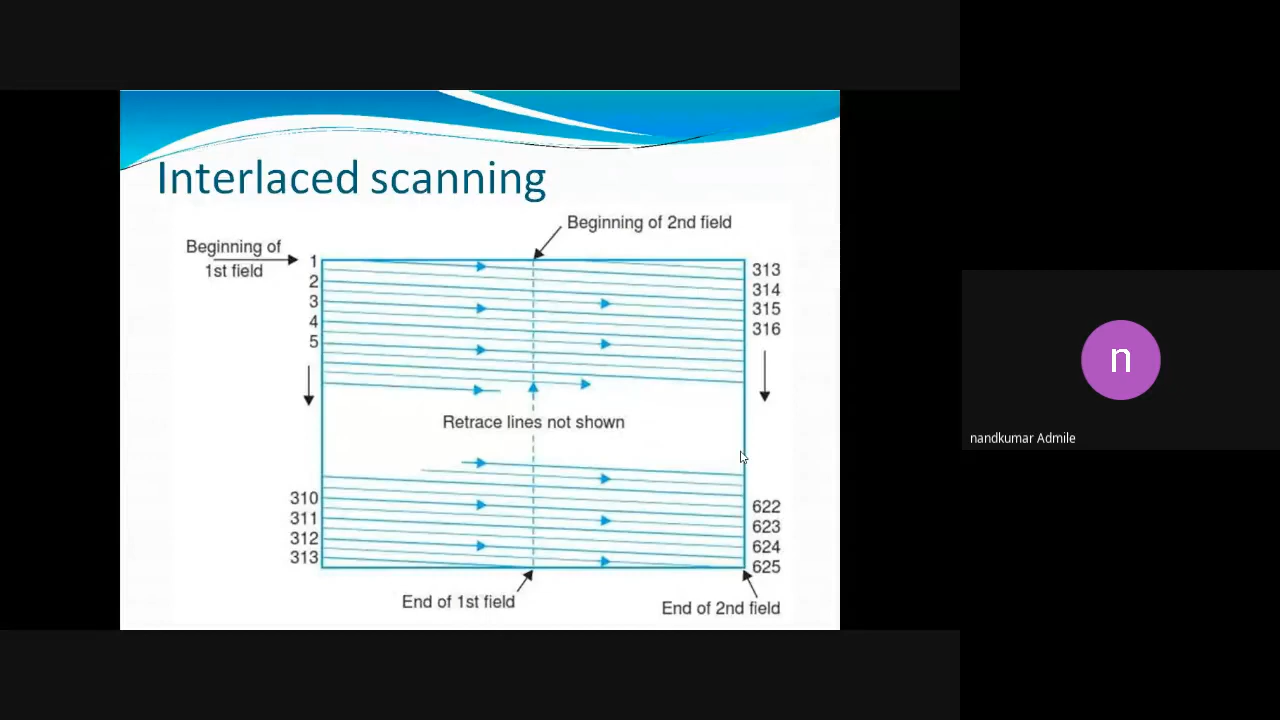 Interlaced scanning
Beginning of 2nd field
Beginning of
1st field
1
2
3
4
5
313
314
315
316
Retrace lines not shown
310
311
312
313
622
623
624
625
End of 1st field
End of 2nd field
n
nandkumar Admile